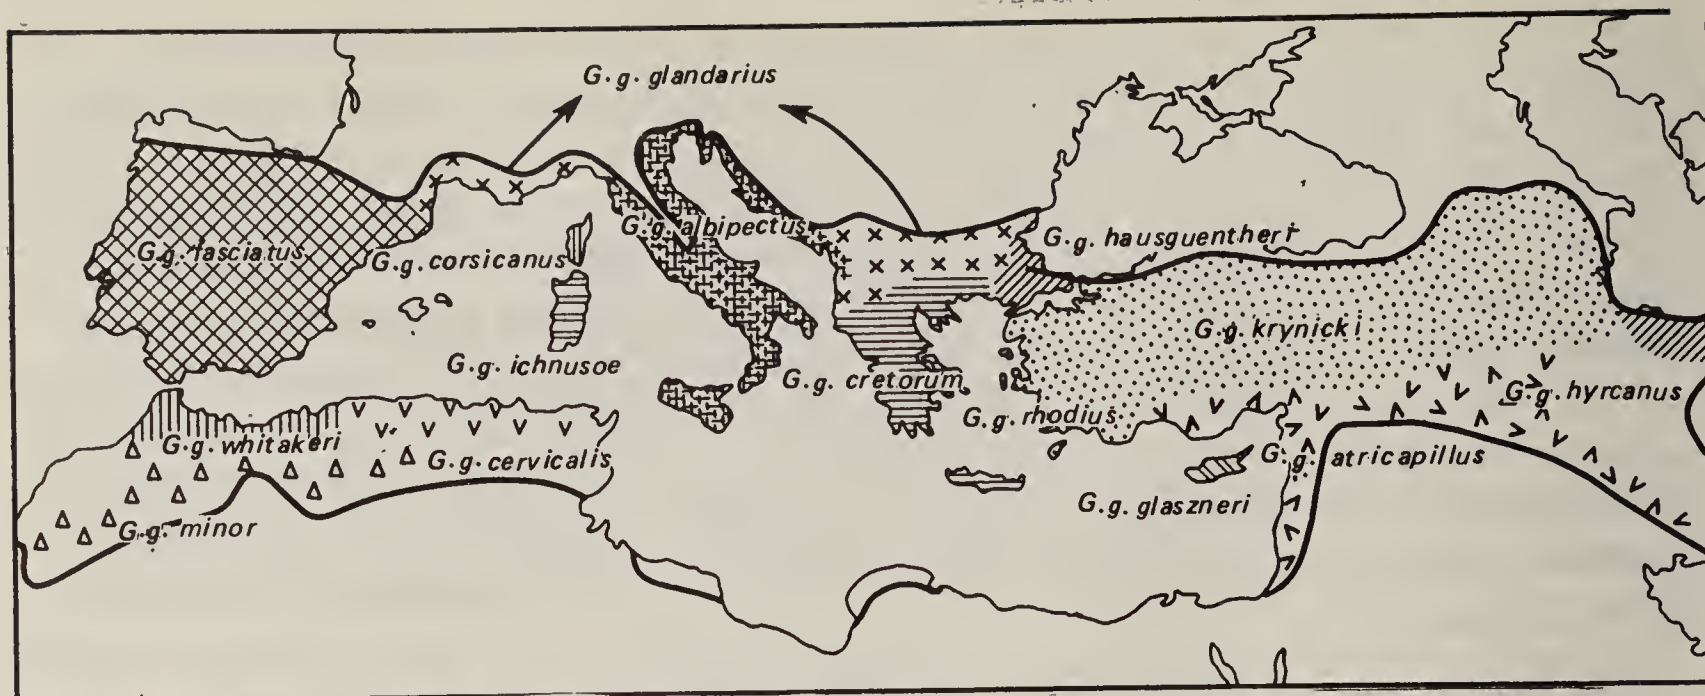 G.g. glandarius
G.g. albipectus
G.g. hausguentheri
G.g. fasciatus
G.g. corsicanus
G.g. krynicki
G.g. ichnusoe
G.g. cretorum
G.g. hyrcanus
G.g. rhodius
G.g. whitakeri
G.g. cervicalis
G.g. atricapillus
G.g. glaszneri
G.g. minor